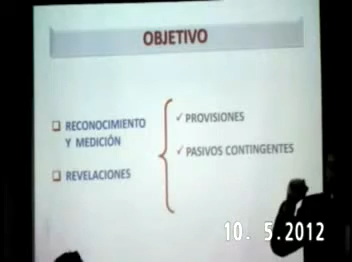 OBJETIVO
RECONOCIMIENTO
Y MEDICIÓN
REVELACIONES
PROVISIONES
PASIVOS CONTINGENTES
10. 5.2012